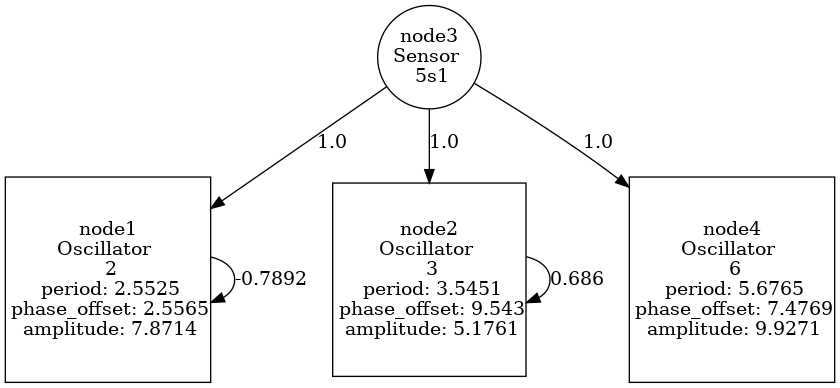 node3
Sensor
5s1
1.0
1.0
1.0
node1
Oscillator
2
period: 2.5525
phase_offset: 2.5565
amplitude: 7.8714
-0.7892
node2
Oscillator
3
period: 3.5451
phase_offset: 9.543
amplitude: 5.1761
0.686
node4
Oscillator
6
period: 5.6765
phase_offset: 7.4769
amplitude: 9.9271